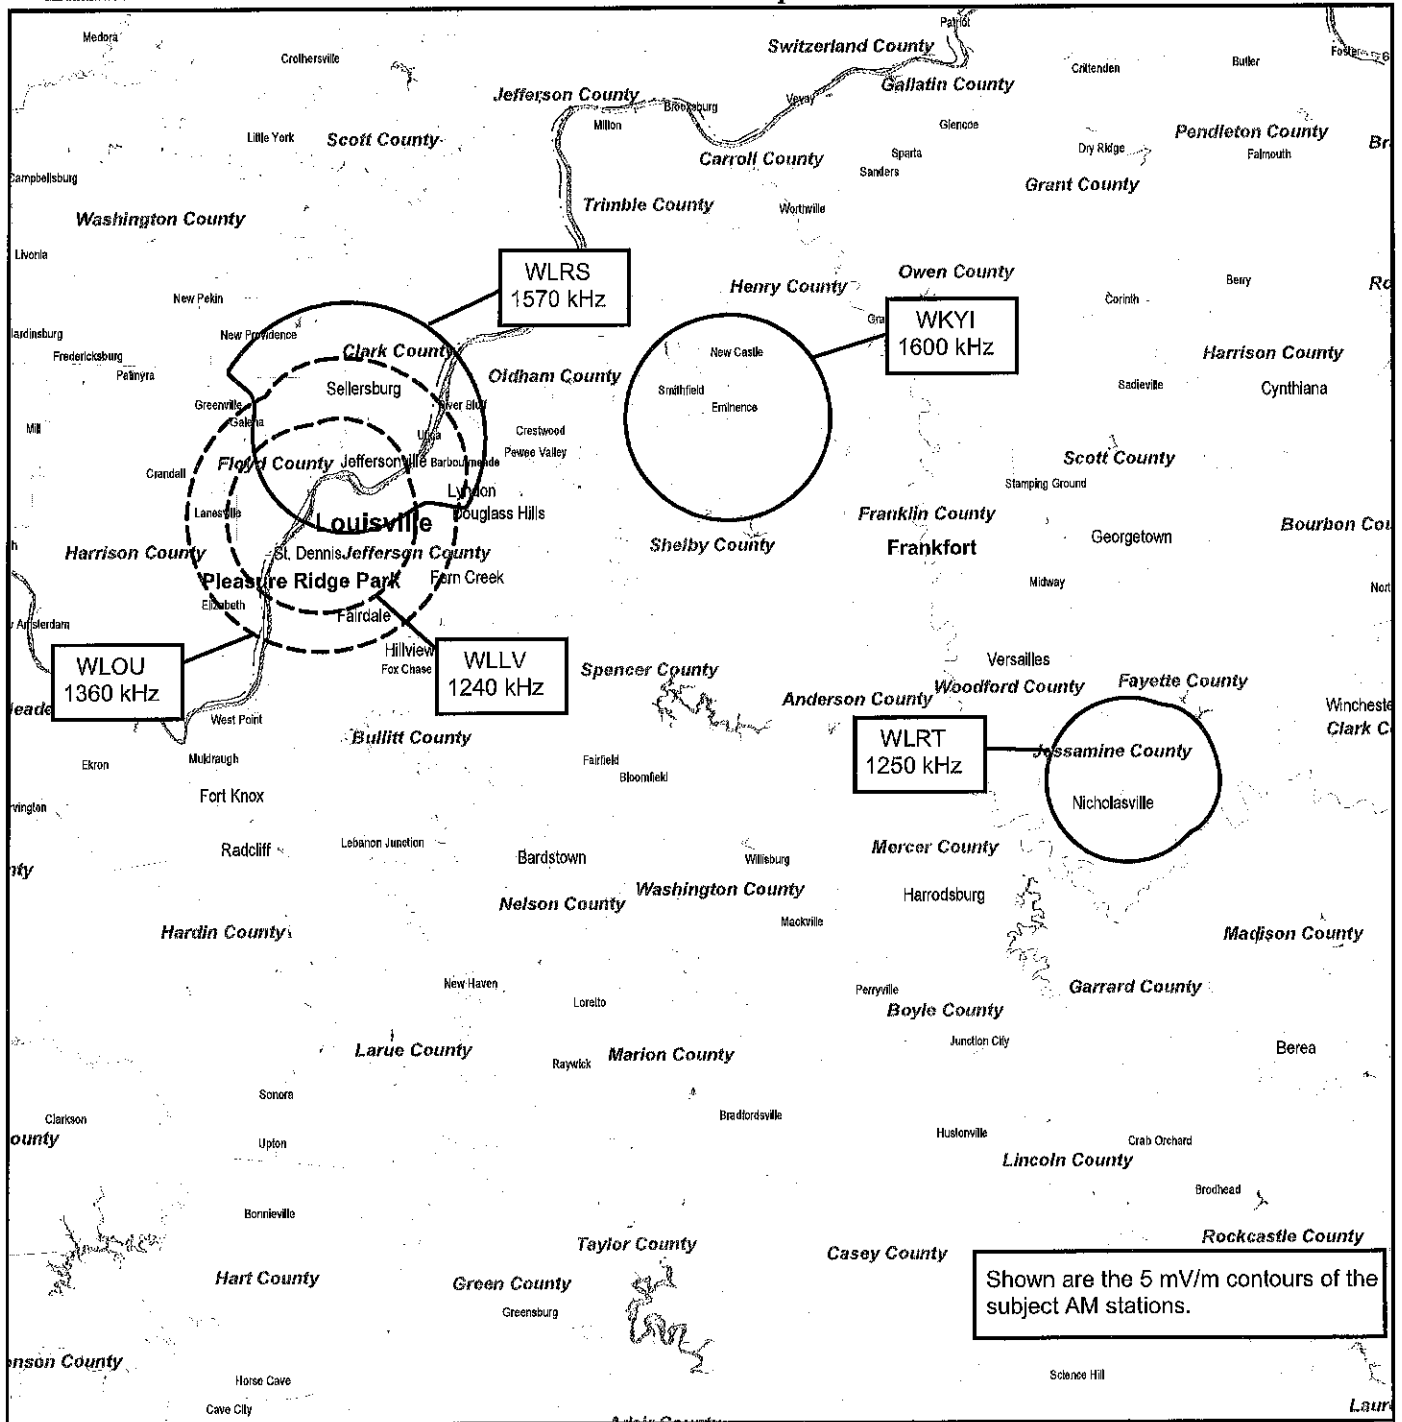 Patriot
Medora
Switzerland County
Crothersville
Foster
Butler
Crittenden
Gallatin County
Jefferson County
Vevay
Brooksburg
Milton
Glencoe
Pendleton County
Little York
Scott County
Carroll County
Dry Ridge
Sparta
Falmouth
Sanders
Campbellsburg
Grant County
Trimble County
Worthville
Washington County
Livonia
WLRS
1570 kHz
Owen County
Henry County
Berry
New Pekin
Corinth
WKYI
1600 kHz
New Providence
Clark County
New Castle
Harrison County
Fredericksburg
Palmyra
Oldham County
Sellersburg
Smithfield
Sadieville
Cynthiana
Greenville
River Bluff
Eminence
Galena
Mill
Utica
Crestwood
Pewee Valley
Floyd County
Jeffersonville
Barbourmeade
Scott County
Crandall
Stamping Ground
Lyndon
Lanesville
Douglass Hills
Franklin County
Louisville
Bourbon Cou
Georgetown
Harrison County
St. Dennis
Jefferson County
Shelby County
Frankfort
Pleasure Ridge Park
Fern Creek
Midway
Elizabeth
Fairdale
WLOU
1360 kHz
Hillview
Fox Chase
WLLV
1240 kHz
Versailles
Spencer County
Woodford County
Fayette County
Anderson County
Wincheste
Clark C
West Point
Bullitt County
WLRT
1250 kHz
Jessamine County
Ekron
Muldraugh
Fairfield
Bloomfield
Fort Knox
Nicholasville
Radcliff
Lebanon Junction
Mercer County
Bardstown
Willisburg
Washington County
Harrodsburg
Nelson County
Mackville
Hardin County
Madison County
New Haven
Perryville
Garrard County
Loretto
Boyle County
Junction City
Larue County
Marion County
Berea
Raywick
Sonora
Clarkson
Bradfordsville
ounty
Upton
Hustonville
Crab Orchard
Lincoln County
Brodhead
Bonnieville
Taylor County
Casey County
Rockcastle County
Hart County
Green County
Greensburg
Shown are the 5 mV/m contours of the
subject AM stations.
onson County
Horse Cave
Science Hill
Cave City
Laur